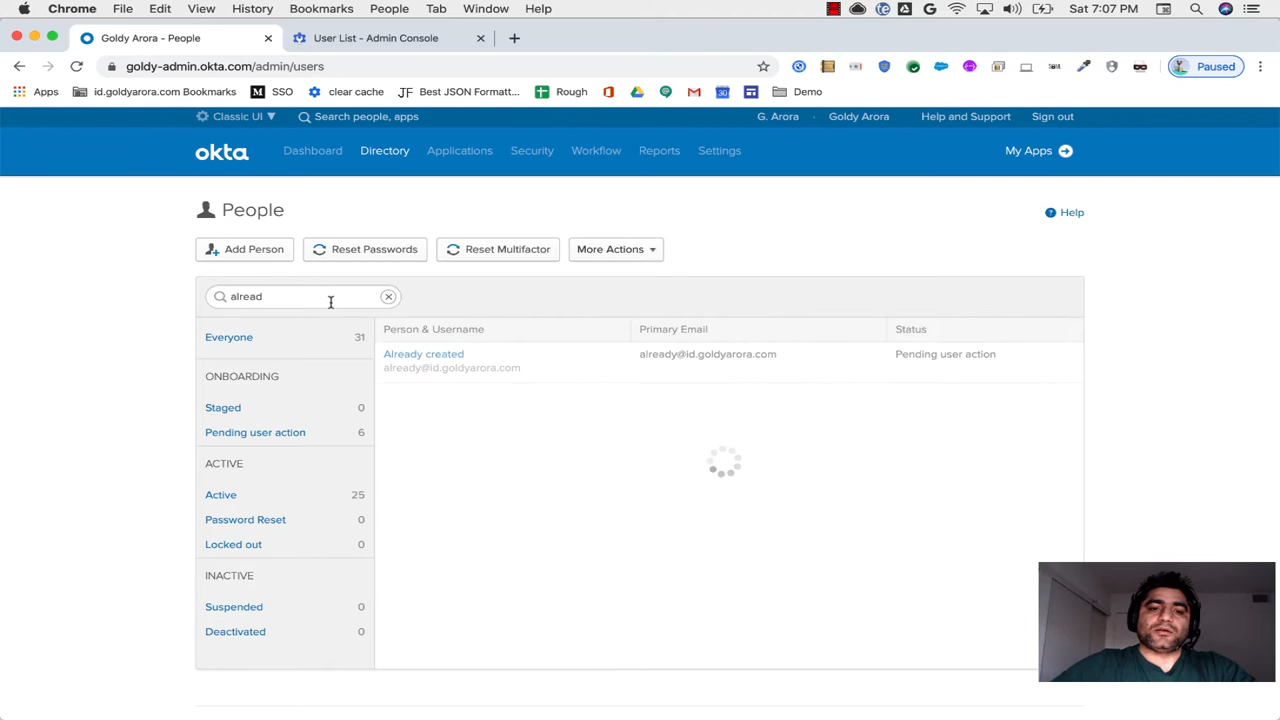 Chrome File Edit View History Bookmarks People Tab Window Help Sat 7:07 PM
Goldy Arora - People User List - Admin Console
goldy-admin.okta.com/admin/users Paused
Apps id.goldyarora.com Bookmarks SSO clear cache JF Best JSON Formatt... Rough Demo
Classic UI Search people, apps G. Arora Goldy Arora Help and Support Sign out
okta Dashboard Directory Applications Security Workflow Reports Settings My Apps
People
Help
Add Person Reset Passwords Reset Multifactor More Actions
alread
Everyone 31
Person & Username Primary Email Status
Already created already@id.goldyarora.com Pending user action
already@id.goldyarora.com
ONBOARDING
Staged 0
Pending user action 6
ACTIVE
Active 25
Password Reset 0
Locked out 0
INACTIVE
Suspended 0
Deactivated 0